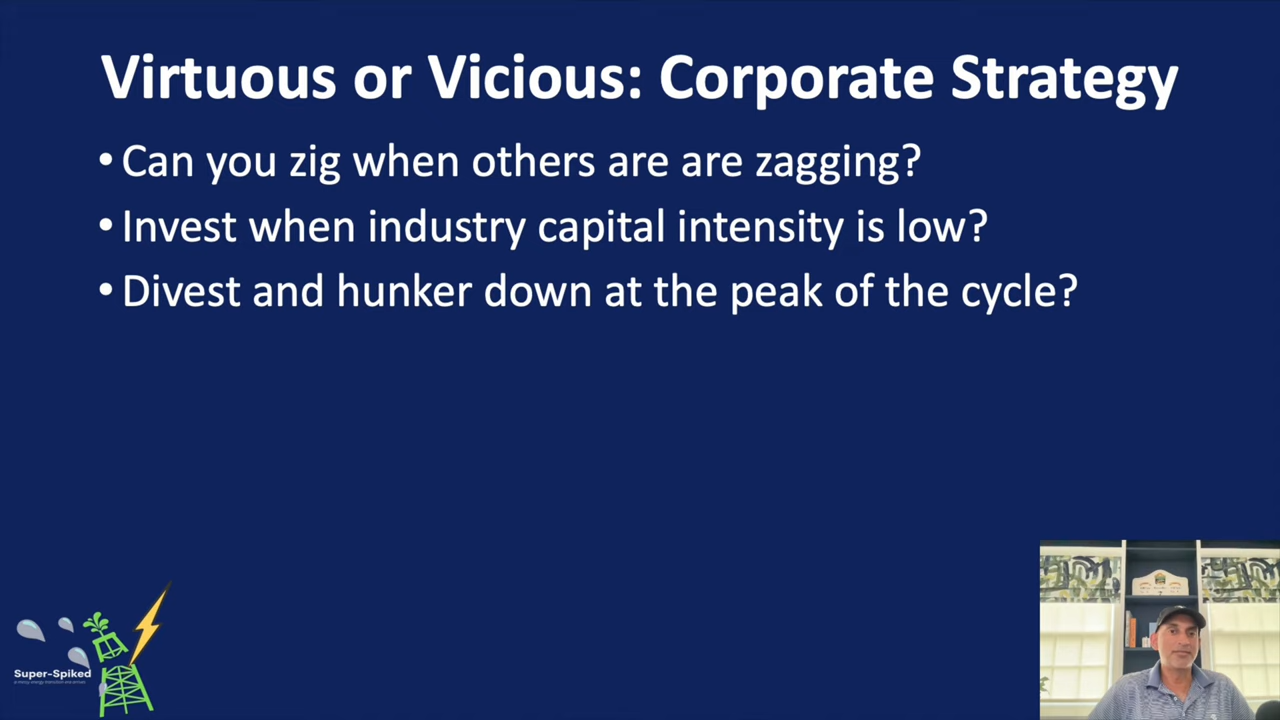 Virtuous or Vicious: Corporate Strategy
• Can you zig when others are are zagging?
• Invest when industry capital intensity is low?
• Divest and hunker down at the peak of the cycle?
Super-Spiked